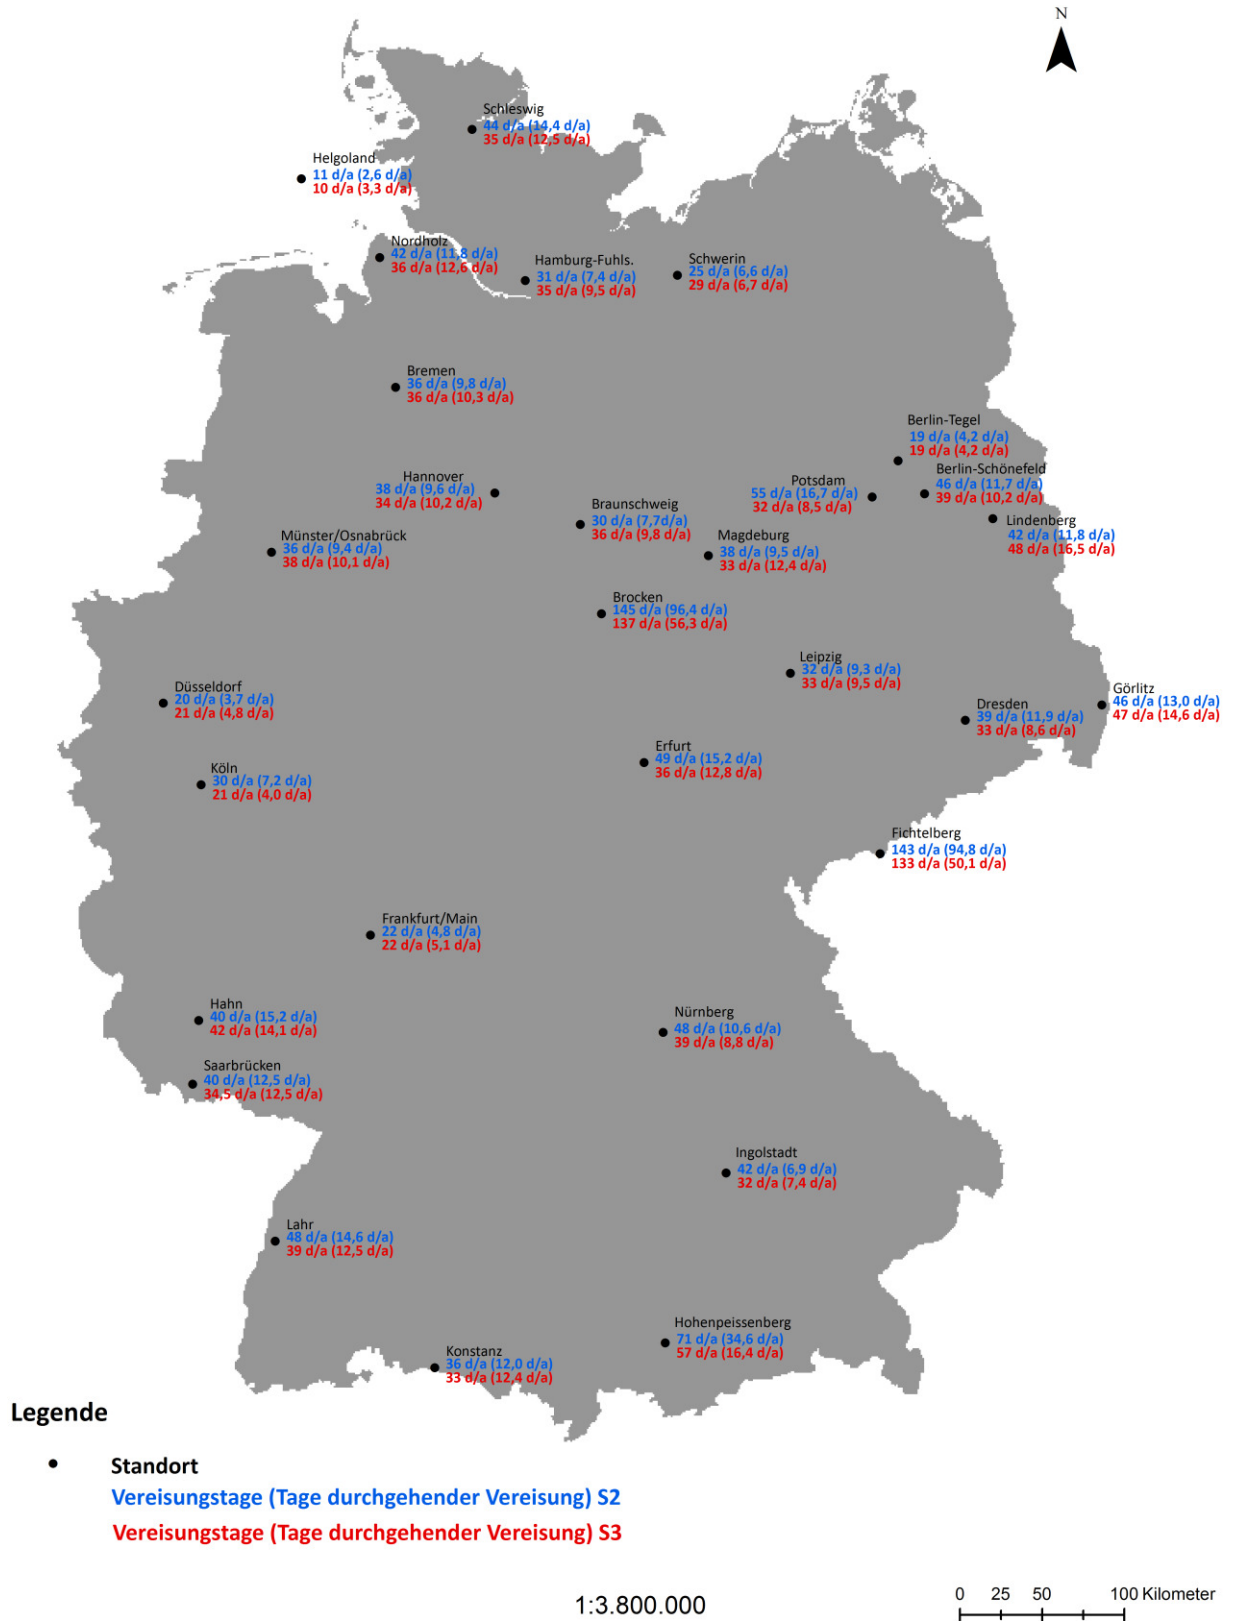 N
Schleswig
44 d/a (14,4 d/a)
35 d/a (12,5 d/a)
Helgoland
11 d/a (2,6 d/a)
10 d/a (3,3 d/a)
Nordholz
42 d/a (11,8 d/a)
36 d/a (12,6 d/a)
Hamburg-Fuhls.
31 d/a (7,4 d/a)
35 d/a (9,5 d/a)
Schwerin
25 d/a (6,6 d/a)
29 d/a (6,7 d/a)
Bremen
36 d/a (9,8 d/a)
36 d/a (10,3 d/a)
Berlin-Tegel
19 d/a (4,2 d/a)
19 d/a (4,2 d/a)
Berlin-Schönefeld
46 d/a (11,7 d/a)
39 d/a (10,2 d/a)
Hannover
38 d/a (9,6 d/a)
34 d/a (10,2 d/a)
Potsdam
55 d/a (16,7 d/a)
32 d/a (8,5 d/a)
Braunschweig
30 d/a (7,7d/a)
36 d/a (9,8 d/a)
Lindenberg
42 d/a (11,8 d/a)
48 d/a (16,5 d/a)
Münster/Osnabrück
36 d/a (9,4 d/a)
38 d/a (10,1 d/a)
Magdeburg
38 d/a (9,5 d/a)
33 d/a (12,4 d/a)
Brocken
145 d/a (96,4 d/a)
137 d/a (56,3 d/a)
Leipzig
32 d/a (9,3 d/a)
33 d/a (9,5 d/a)
Düsseldorf
20 d/a (3,7 d/a)
21 d/a (4,8 d/a)
Görlitz
46 d/a (13,0 d/a)
47 d/a (14,6 d/a)
Dresden
39 d/a (11,9 d/a)
33 d/a (8,6 d/a)
Erfurt
49 d/a (15,2 d/a)
36 d/a (12,8 d/a)
Köln
30 d/a (7,2 d/a)
21 d/a (4,0 d/a)
Fichtelberg
143 d/a (94,8 d/a)
133 d/a (50,1 d/a)
Frankfurt/Main
22 d/a (4,8 d/a)
22 d/a (5,1 d/a)
Hahn
40 d/a (15,2 d/a)
42 d/a (14,1 d/a)
Nürnberg
48 d/a (10,6 d/a)
39 d/a (8,8 d/a)
Saarbrücken
40 d/a (12,5 d/a)
34,5 d/a (12,5 d/a)
Ingolstadt
42 d/a (6,9 d/a)
32 d/a (7,4 d/a)
Lahr
48 d/a (14,6 d/a)
39 d/a (12,5 d/a)
Hohenpeissenberg
71 d/a (34,6 d/a)
57 d/a (16,4 d/a)
Konstanz
36 d/a (12,0 d/a)
33 d/a (12,4 d/a)
Legende
Standort
Vereisungstage (Tage durchgehender Vereisung) S2
Vereisungstage (Tage durchgehender Vereisung) S3
1:3.800.000
0 25 50 100 Kilometer